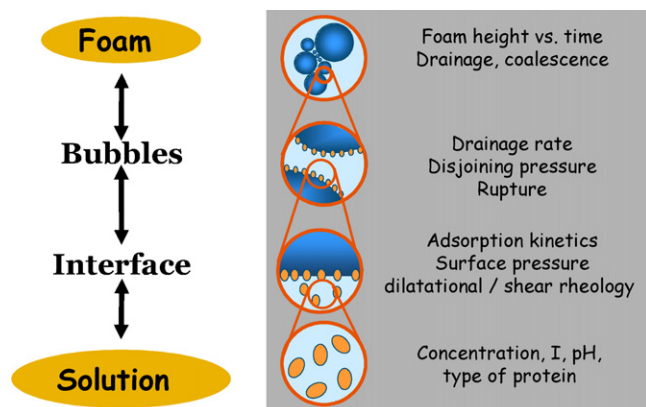 Foam
Bubbles
Interface
Solution
Foam height vs. time
Drainage, coalescence
Drainage rate
Disjoining pressure
Rupture
Adsorption kinetics
Surface pressure
dilatational / shear rheology
Concentration, I, pH,
type of protein